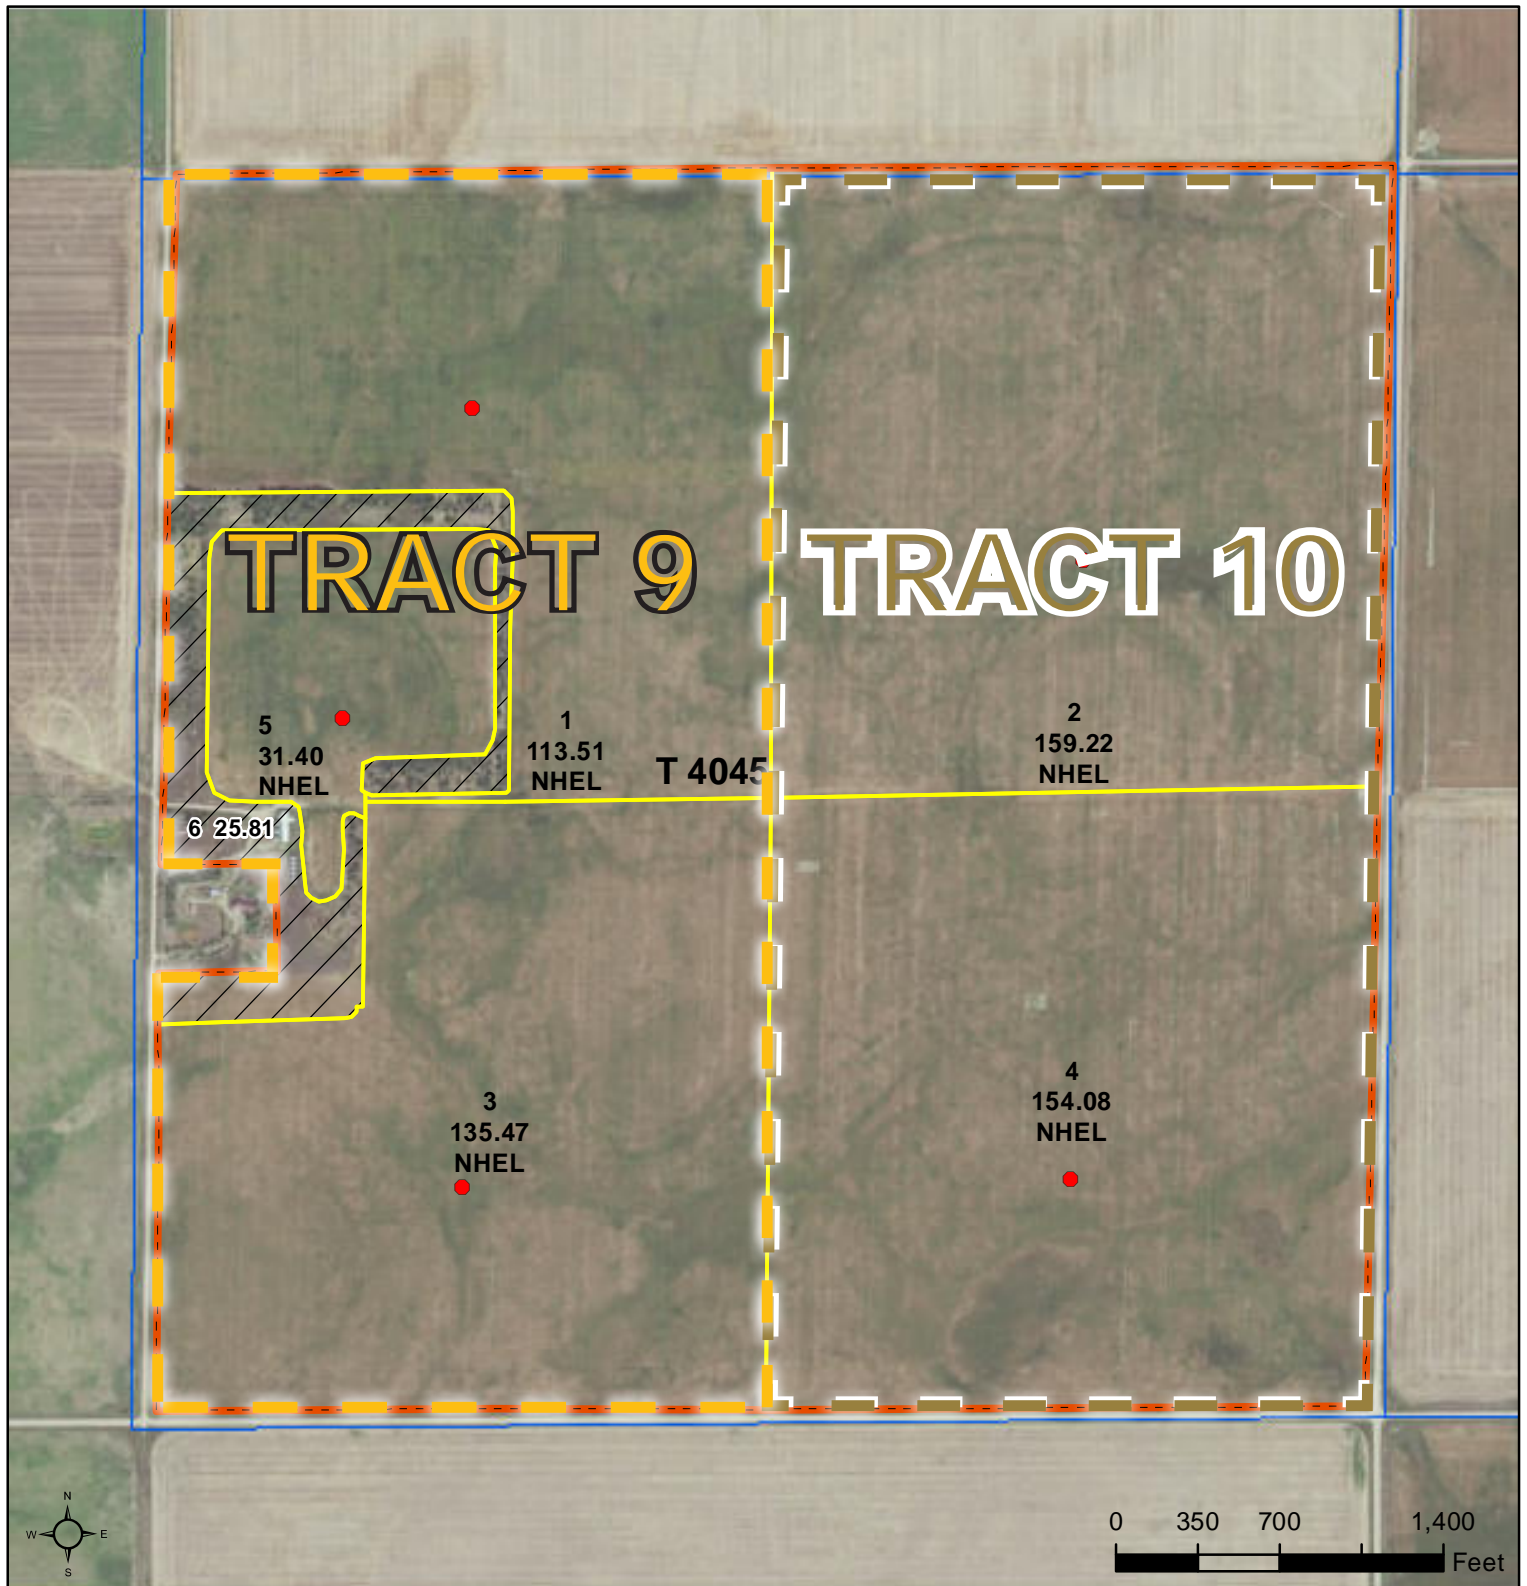 TRACT 9
TRACT 10
5
31.40
NHEL
1
113.51
NHEL
T 4045
2
159.22
NHEL
6 25.81
3
135.47
NHEL
4
154.08
NHEL
N
W E
S
0 350 700 1,400
Feet